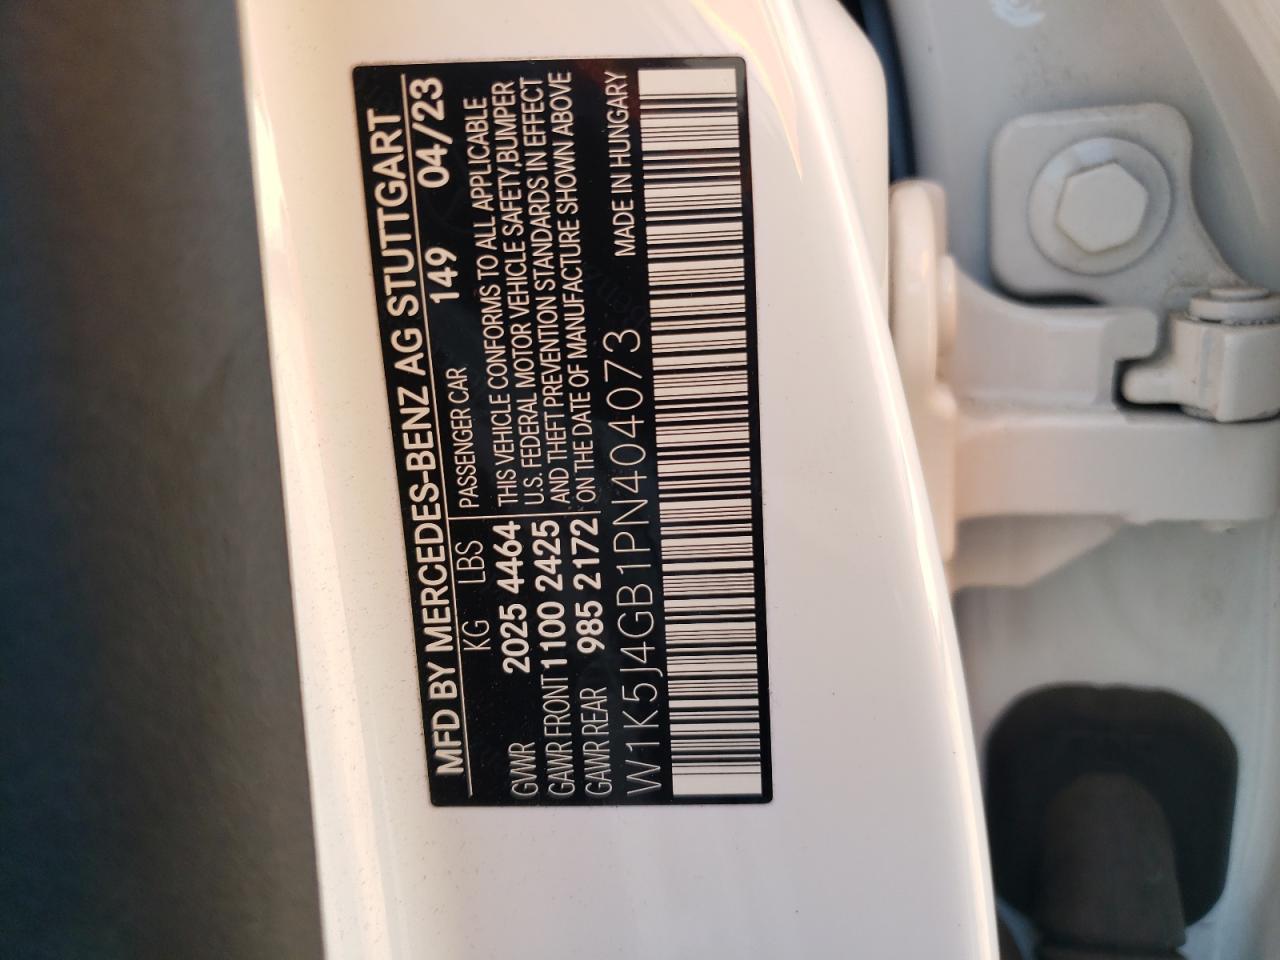 MFD BY MERCEDES-BENZ AG STUTTGART
KG LBS PASSENGER CAR 149 04/23
GVWR 2025 4464 THIS VEHICLE CONFORMS TO ALL APPLICABLE
GAWR FRONT 1100 2425 U.S. FEDERAL MOTOR VEHICLE SAFETY,BUMPER
GAWR REAR 985 2172 AND THEFT PREVENTION STANDARDS IN EFFECT
ON THE DATE OF MANUFACTURE SHOWN ABOVE
W1K5J4GB1PN404073 MADE IN HUNGARY